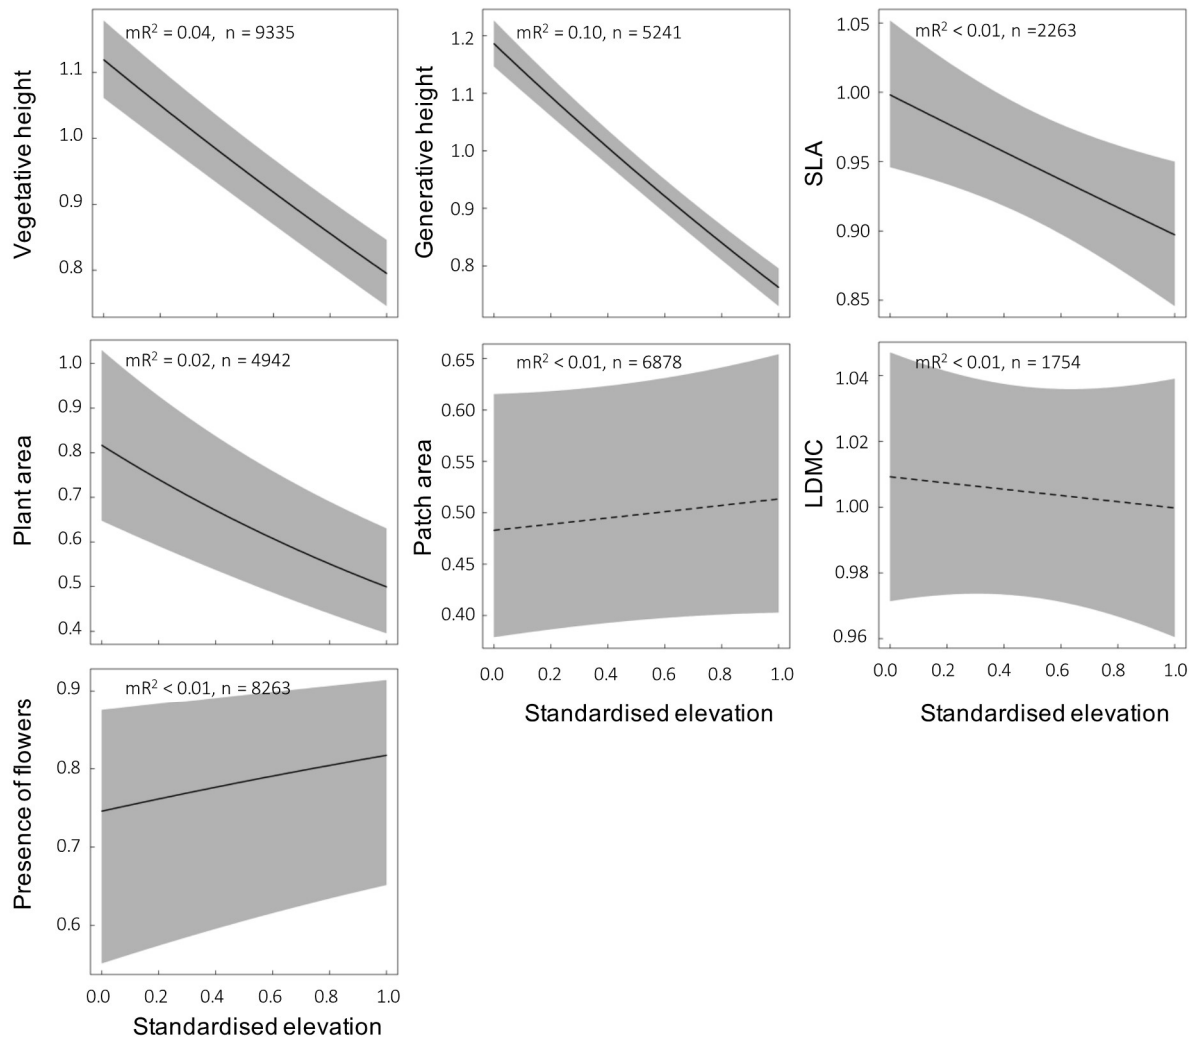 Vegetative height
mR² = 0.04, n = 9335
1.1
1.0
0.9
0.8
Generative height
mR² = 0.10, n = 5241
1.2
1.1
1.0
0.9
0.8
SLA
mR² < 0.01, n =2263
1.05
1.00
0.95
0.90
0.85
Plant area
mR² = 0.02, n = 4942
1.0
0.9
0.8
0.7
0.6
0.5
0.4
Patch area
mR² < 0.01, n = 6878
0.65
0.60
0.55
0.50
0.45
0.40
0.0 0.2 0.4 0.6 0.8 1.0
Standardised elevation
LDMC
mR² < 0.01, n = 1754
1.04
1.02
1.00
0.98
0.96
0.0 0.2 0.4 0.6 0.8 1.0
Standardised elevation
Presence of flowers
mR² < 0.01, n = 8263
0.9
0.8
0.7
0.6
0.0 0.2 0.4 0.6 0.8 1.0
Standardised elevation